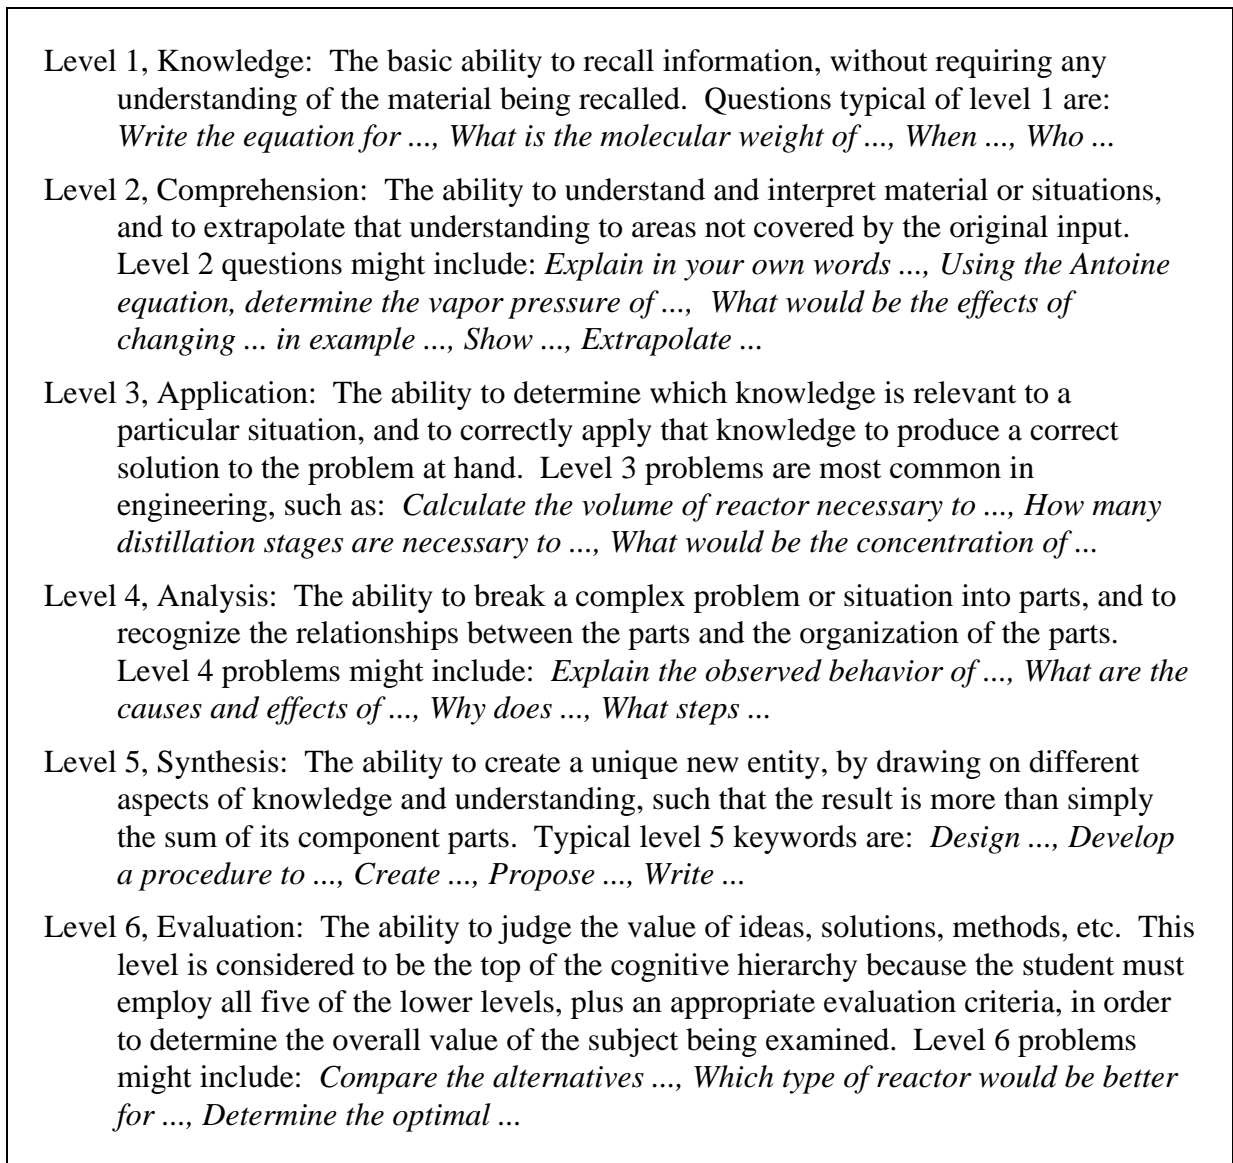 Level 1, Knowledge:  The basic ability to recall information, without requiring any
understanding of the material being recalled.  Questions typical of level 1 are:
Write the equation for ..., What is the molecular weight of ..., When ..., Who ...
Level 2, Comprehension:  The ability to understand and interpret material or situations,
and to extrapolate that understanding to areas not covered by the original input.
Level 2 questions might include: Explain in your own words ..., Using the Antoine
equation, determine the vapor pressure of ...,  What would be the effects of
changing ... in example ..., Show ..., Extrapolate ...
Level 3, Application:  The ability to determine which knowledge is relevant to a
particular situation, and to correctly apply that knowledge to produce a correct
solution to the problem at hand.  Level 3 problems are most common in
engineering, such as:  Calculate the volume of reactor necessary to ..., How many
distillation stages are necessary to ..., What would be the concentration of ...
Level 4, Analysis:  The ability to break a complex problem or situation into parts, and to
recognize the relationships between the parts and the organization of the parts.
Level 4 problems might include:  Explain the observed behavior of ..., What are the
causes and effects of ..., Why does ..., What steps ...
Level 5, Synthesis:  The ability to create a unique new entity, by drawing on different
aspects of knowledge and understanding, such that the result is more than simply
the sum of its component parts.  Typical level 5 keywords are:  Design ..., Develop
a procedure to ..., Create ..., Propose ..., Write ...
Level 6, Evaluation:  The ability to judge the value of ideas, solutions, methods, etc.  This
level is considered to be the top of the cognitive hierarchy because the student must
employ all five of the lower levels, plus an appropriate evaluation criteria, in order
to determine the overall value of the subject being examined.  Level 6 problems
might include:  Compare the alternatives ..., Which type of reactor would be better
for ..., Determine the optimal ...